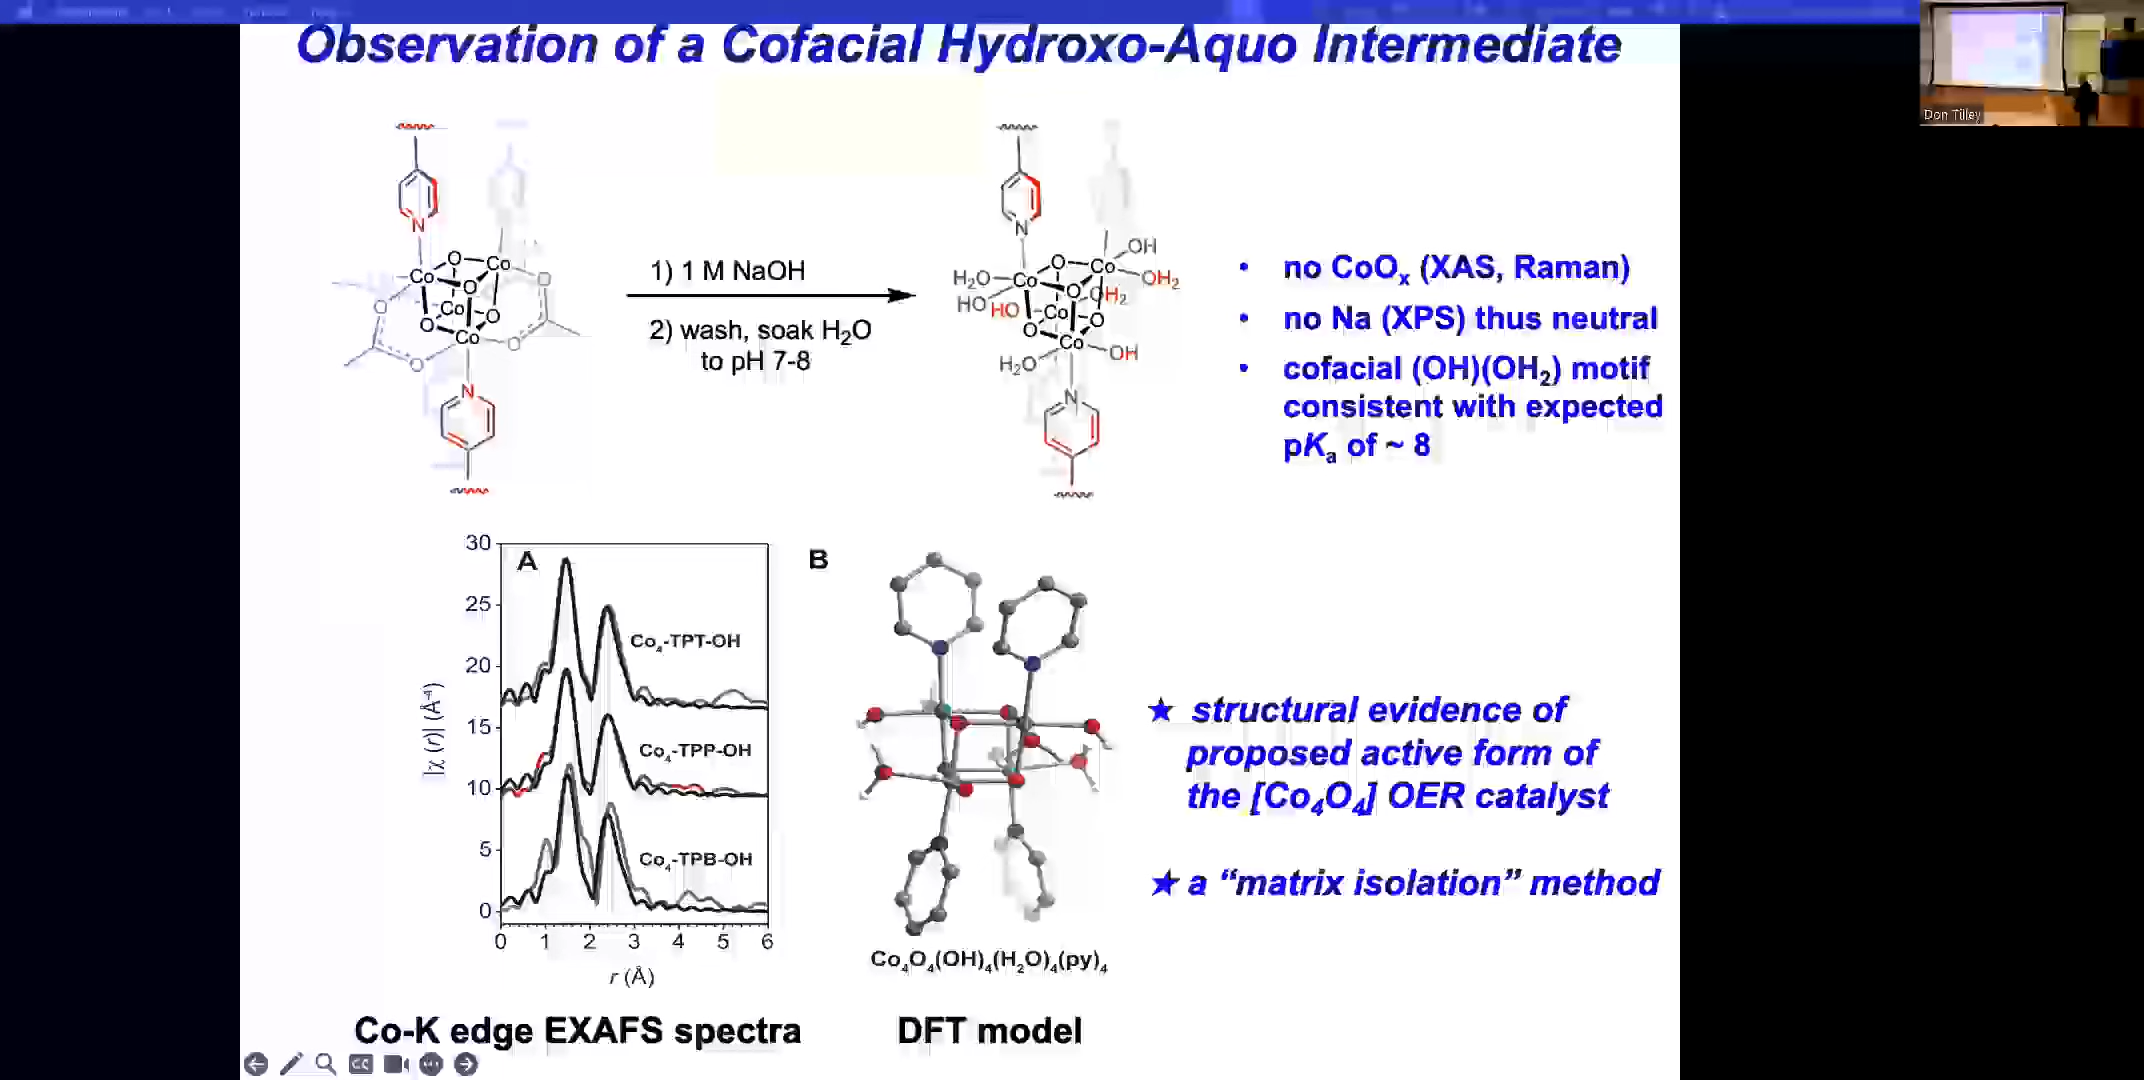 Observation of a Cofacial Hydroxo-Aquo Intermediate
Don Tilley
N
O
Co
Co
O
O
O
Co
O
O
Co
O
O
N
1) 1 M NaOH
2) wash, soak H₂O
to pH 7-8
N
OH
O
Co
H₂O
Co
OH₂
O
OH₂
HO
HO
Co
O
O
Co
OH
H₂O
N
• no CoOₓ (XAS, Raman)
• no Na (XPS) thus neutral
• cofacial (OH)(OH₂) motif
consistent with expected
pKₐ of ~ 8
A
30
25
20
15
10
5
0
0 1 2 3 4 5 6
|χ (r)| (Å⁻⁴)
r (Å)
Co₄-TPT-OH
Co₄-TPP-OH
Co₄-TPB-OH
Co-K edge EXAFS spectra
B
Co₄O₄(OH)₄(H₂O)₄(py)₄
DFT model
★ structural evidence of
proposed active form of
the [Co₄O₄] OER catalyst
★ a “matrix isolation” method
CC